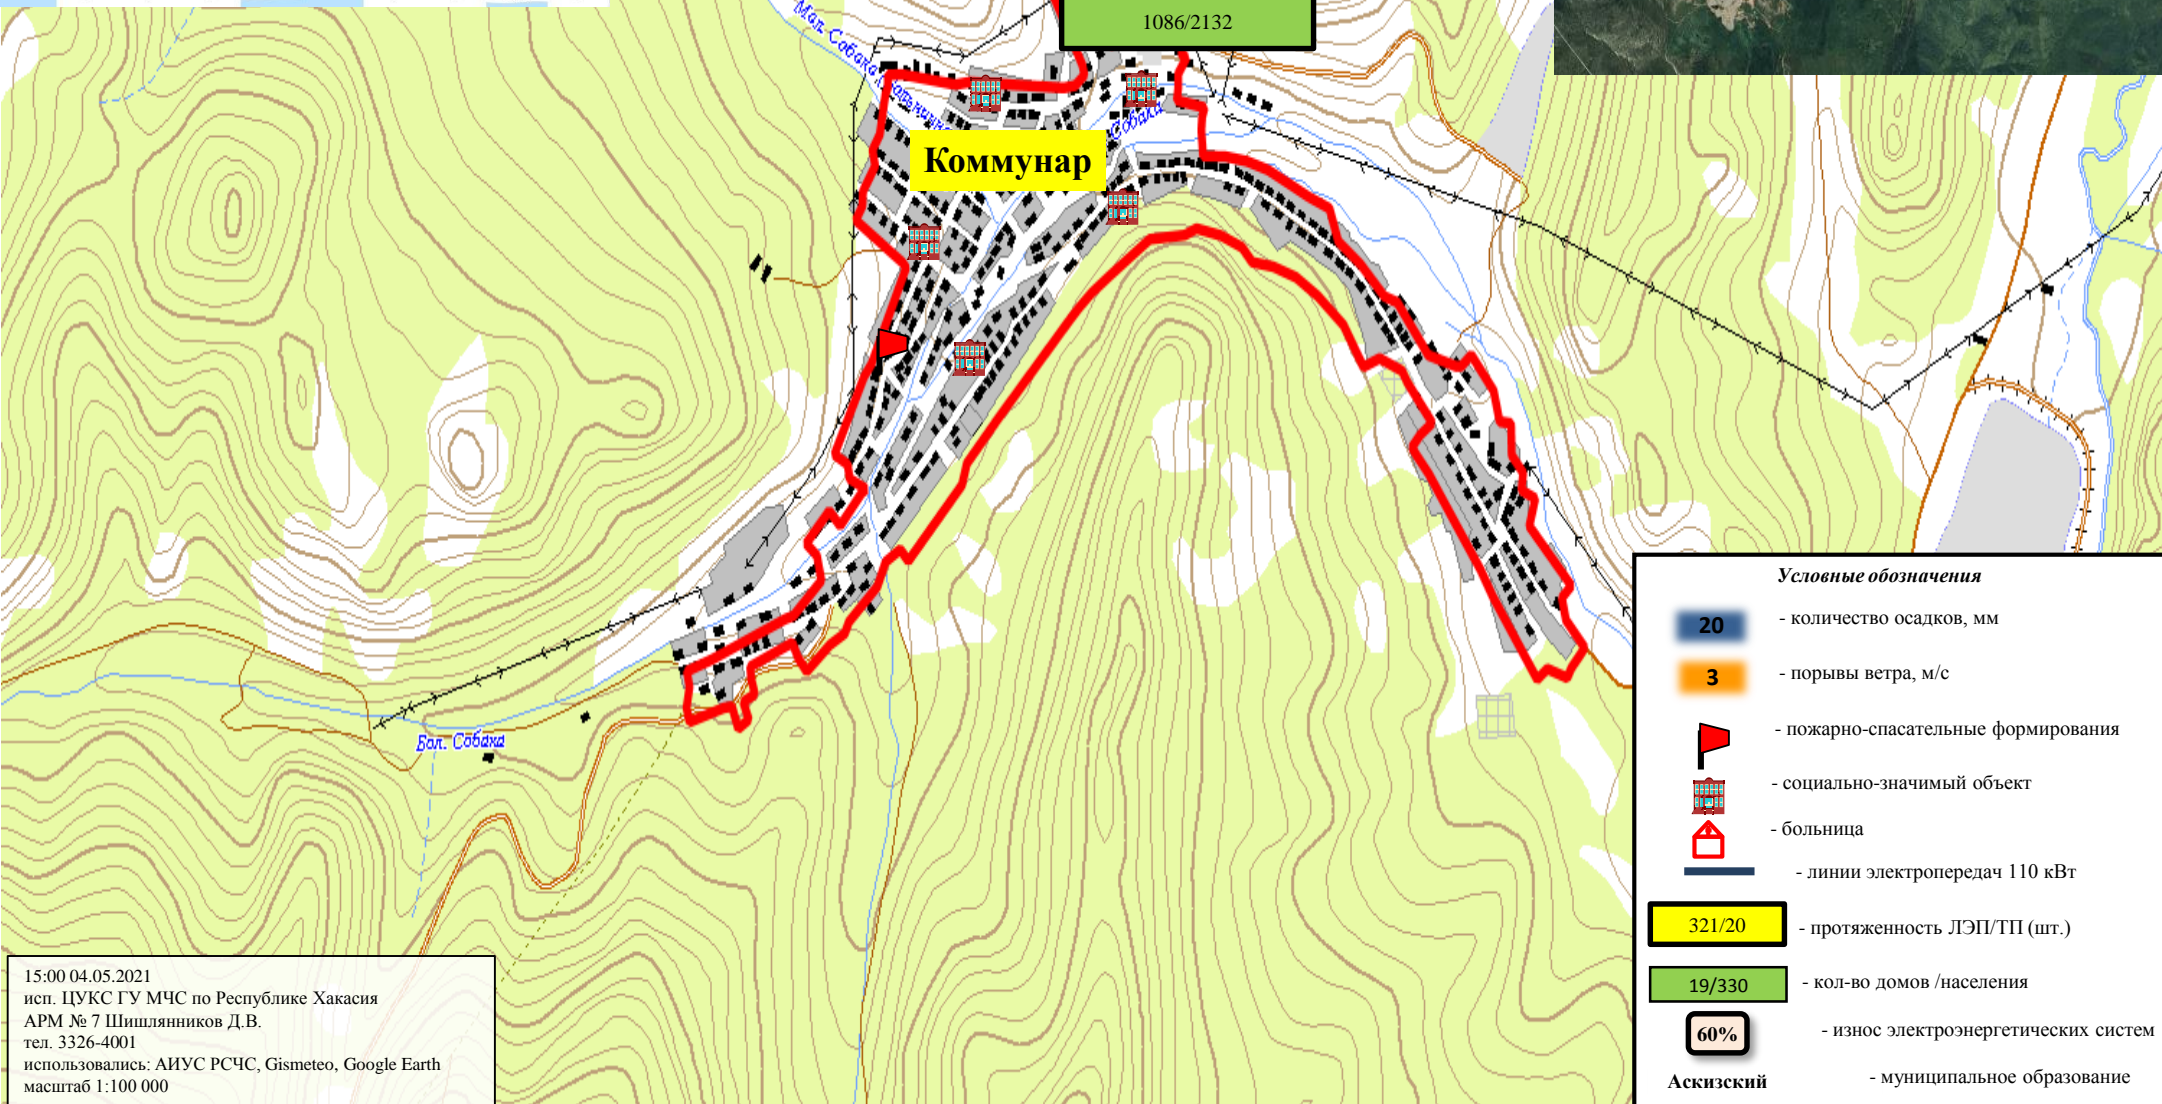 1086/2132
Мал. Собака
Собака
Коммунар
Бол. Собака
Условные обозначения
20 - количество осадков, мм
3 - порывы ветра, м/с
- пожарно-спасательные формирования
- социально-значимый объект
- больница
- линии электропередач 110 кВт
321/20 - протяженность ЛЭП/ТП (шт.)
19/330 - кол-во домов /населения
60% - износ электроэнергетических систем
Аскизский - муниципальное образование
15:00 04.05.2021
исп. ЦУКС ГУ МЧС по Республике Хакасия
АРМ № 7 Шишлянников Д.В.
тел. 3326-4001
использовались: АИУС РСЧС, Gismeteo, Google Earth
масштаб 1:100 000